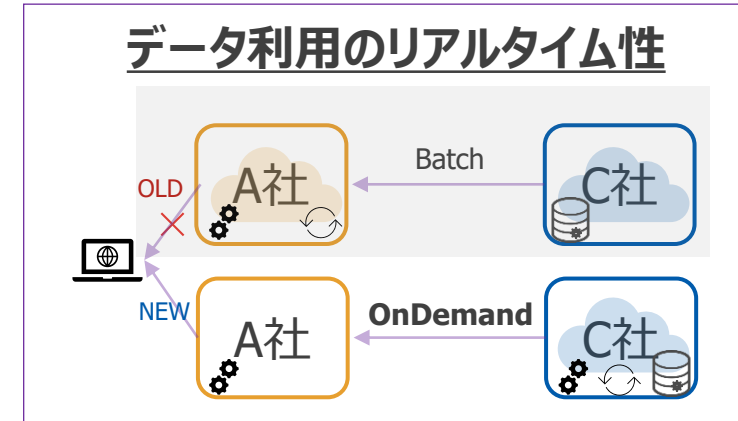 データ利用のリアルタイム性
OLD
A社
Batch
C社
NEW
A社
OnDemand
C社